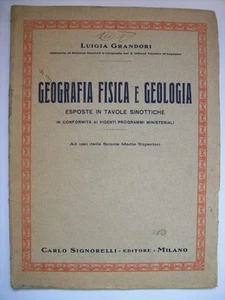 LUIGIA GRANDORI
GEOGRAFIA FISICA E GEOLOGIA
ESPOSTE IN TAVOLE SINOTTICHE
IN CONFORMITÀ AI VIGENTI PROGRAMMI MINISTERIALI
Ad uso delle Scuole Medie Superiori
CARLO SIGNORELLI - EDITORE - MILANO